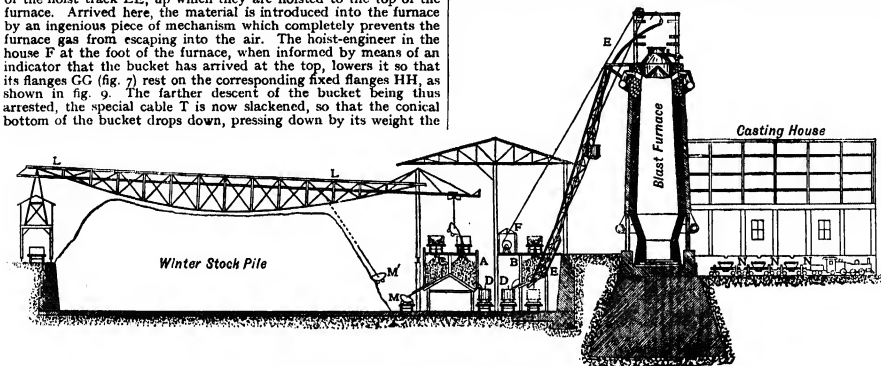 of the hoist track EE, up which they are hoisted to the top of the
furnace. Arrived here, the material is introduced into the furnace
by an ingenious piece of mechanism which completely prevents the
furnace gas from escaping into the air. The hoist-engineer in the
house F at the foot of the furnace, when informed by means of an
indicator that the bucket has arrived at the top, lowers it so that
its flanges GG (fig. 7) rest on the corresponding fixed flanges HH, as
shown in fig. 9. The farther descent of the bucket being thus
arrested, the special cable T is now slackened, so that the conical
bottom of the bucket drops down, pressing down by its weight the
E
Blast Furnace
Casting House
L
L
F
Winter Stock Pile
M'
C
A
B
E
M
D
D
N
N
N
N